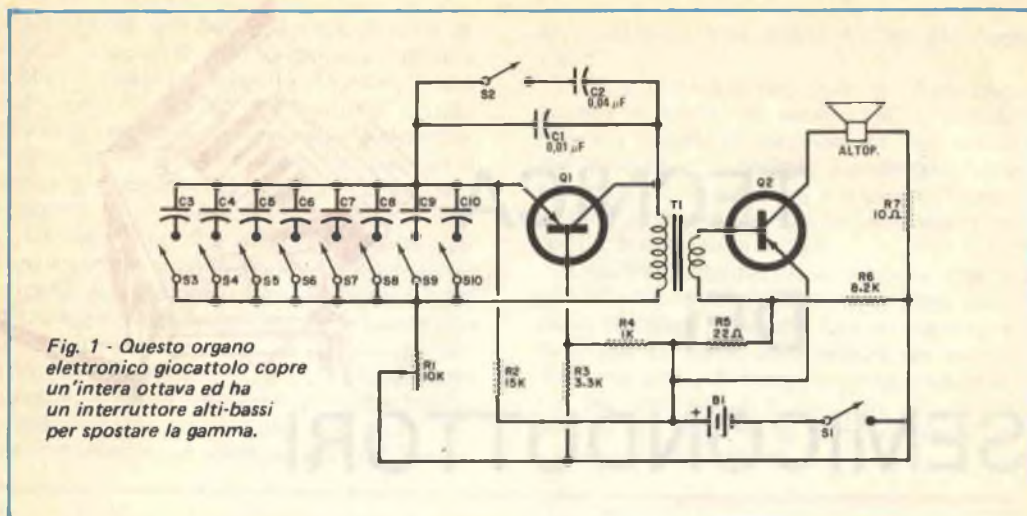 S2
C2
0,04 µF
C1
0,01 µF
ALTOP.
Q1
Q2
C3 C4 C5 C6 C7 C8 C9 C10
T1
R7
10 Ω
S3 S4 S5 S6 S7 S8 S9 S10
R6
8.2K
R4
1K
R5
22 Ω
R1
10K
R2
15K
R3
3.3K
+ B1
S1
Fig. 1 - Questo organo
elettronico giocattolo copre
un'intera ottava ed ha
un interruttore alti-bassi
per spostare la gamma.